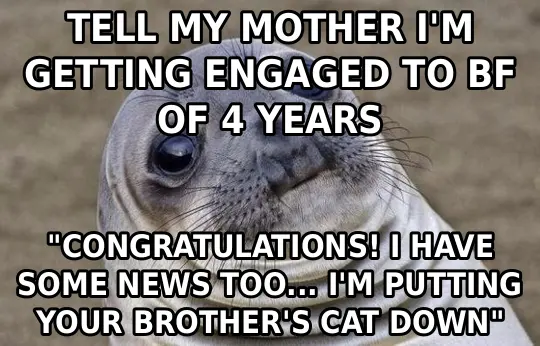 TELL MY MOTHER I'M
GETTING ENGAGED TO BF
OF 4 YEARS
"CONGRATULATIONS! I HAVE
SOME NEWS TOO... I'M PUTTING
YOUR BROTHER'S CAT DOWN"